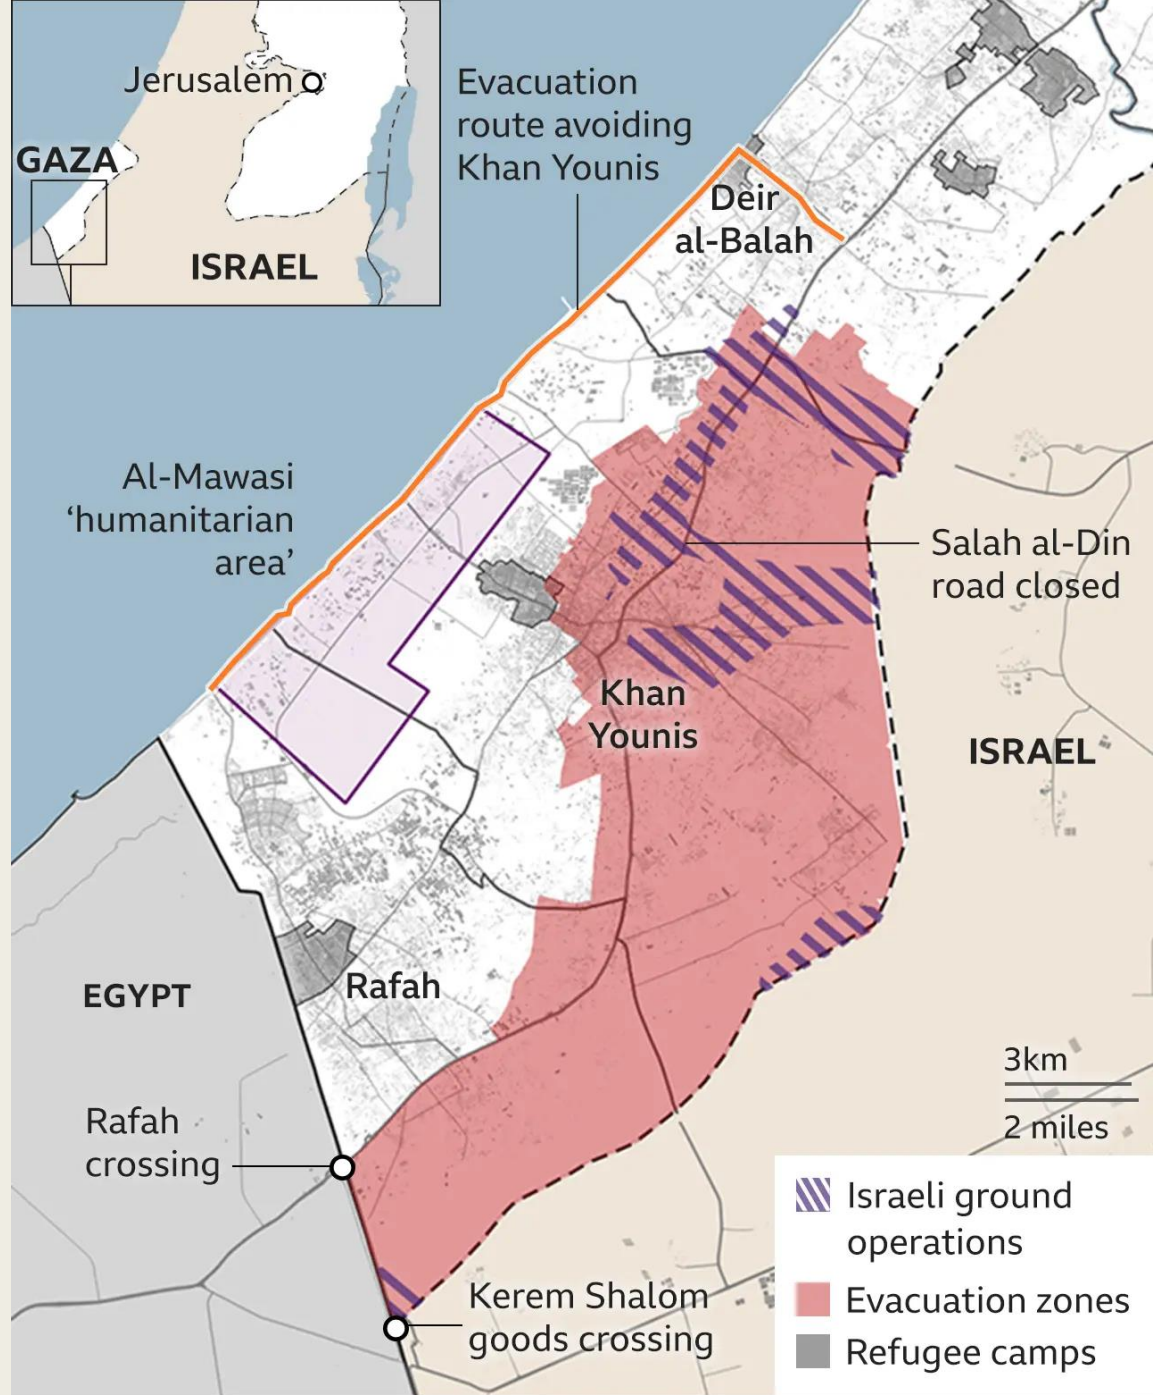 Jerusalem
GAZA
ISRAEL
Evacuation
route avoiding
Khan Younis
Deir
al-Balah
Al-Mawasi
‘humanitarian
area’
Salah al-Din
road closed
Khan
Younis
ISRAEL
EGYPT
Rafah
3km
2 miles
Rafah
crossing
Kerem Shalom
goods crossing
Israeli ground
operations
Evacuation zones
Refugee camps